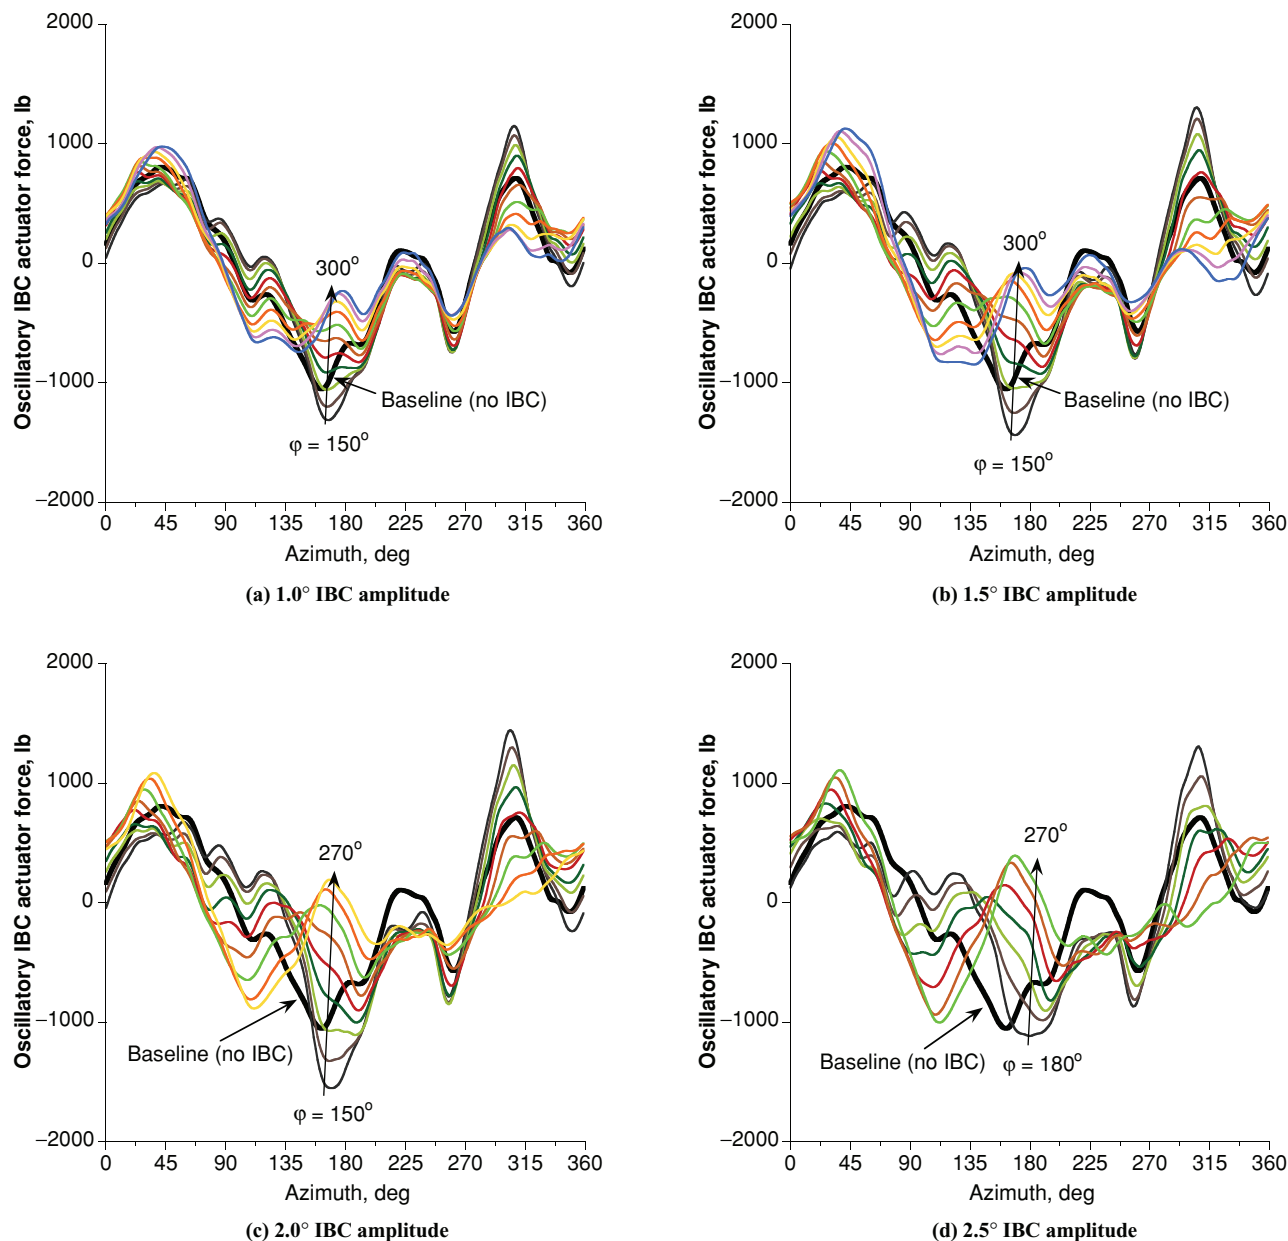 Oscillatory IBC actuator force, lb
2000
1000
0
−1000
−2000
300°
Baseline (no IBC)
φ = 150°
0 45 90 135 180 225 270 315 360
Azimuth, deg
(a) 1.0° IBC amplitude
Oscillatory IBC actuator force, lb
2000
1000
0
−1000
−2000
300°
Baseline (no IBC)
φ = 150°
0 45 90 135 180 225 270 315 360
Azimuth, deg
(b) 1.5° IBC amplitude
Oscillatory IBC actuator force, lb
2000
1000
0
−1000
−2000
270°
Baseline (no IBC)
φ = 150°
0 45 90 135 180 225 270 315 360
Azimuth, deg
(c) 2.0° IBC amplitude
Oscillatory IBC actuator force, lb
2000
1000
0
−1000
−2000
270°
Baseline (no IBC)
φ = 180°
0 45 90 135 180 225 270 315 360
Azimuth, deg
(d) 2.5° IBC amplitude